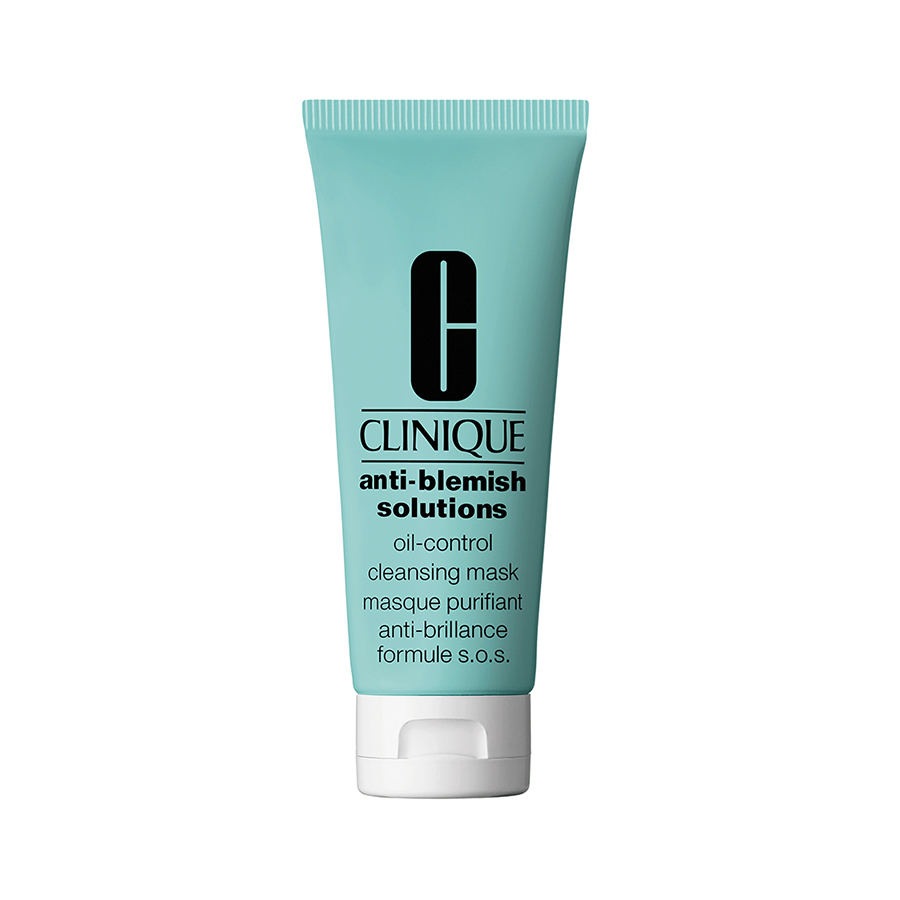 C
CLINIQUE
anti-blemish
solutions
oil-control
cleansing mask
masque purifiant
anti-brillance
formule s.o.s.